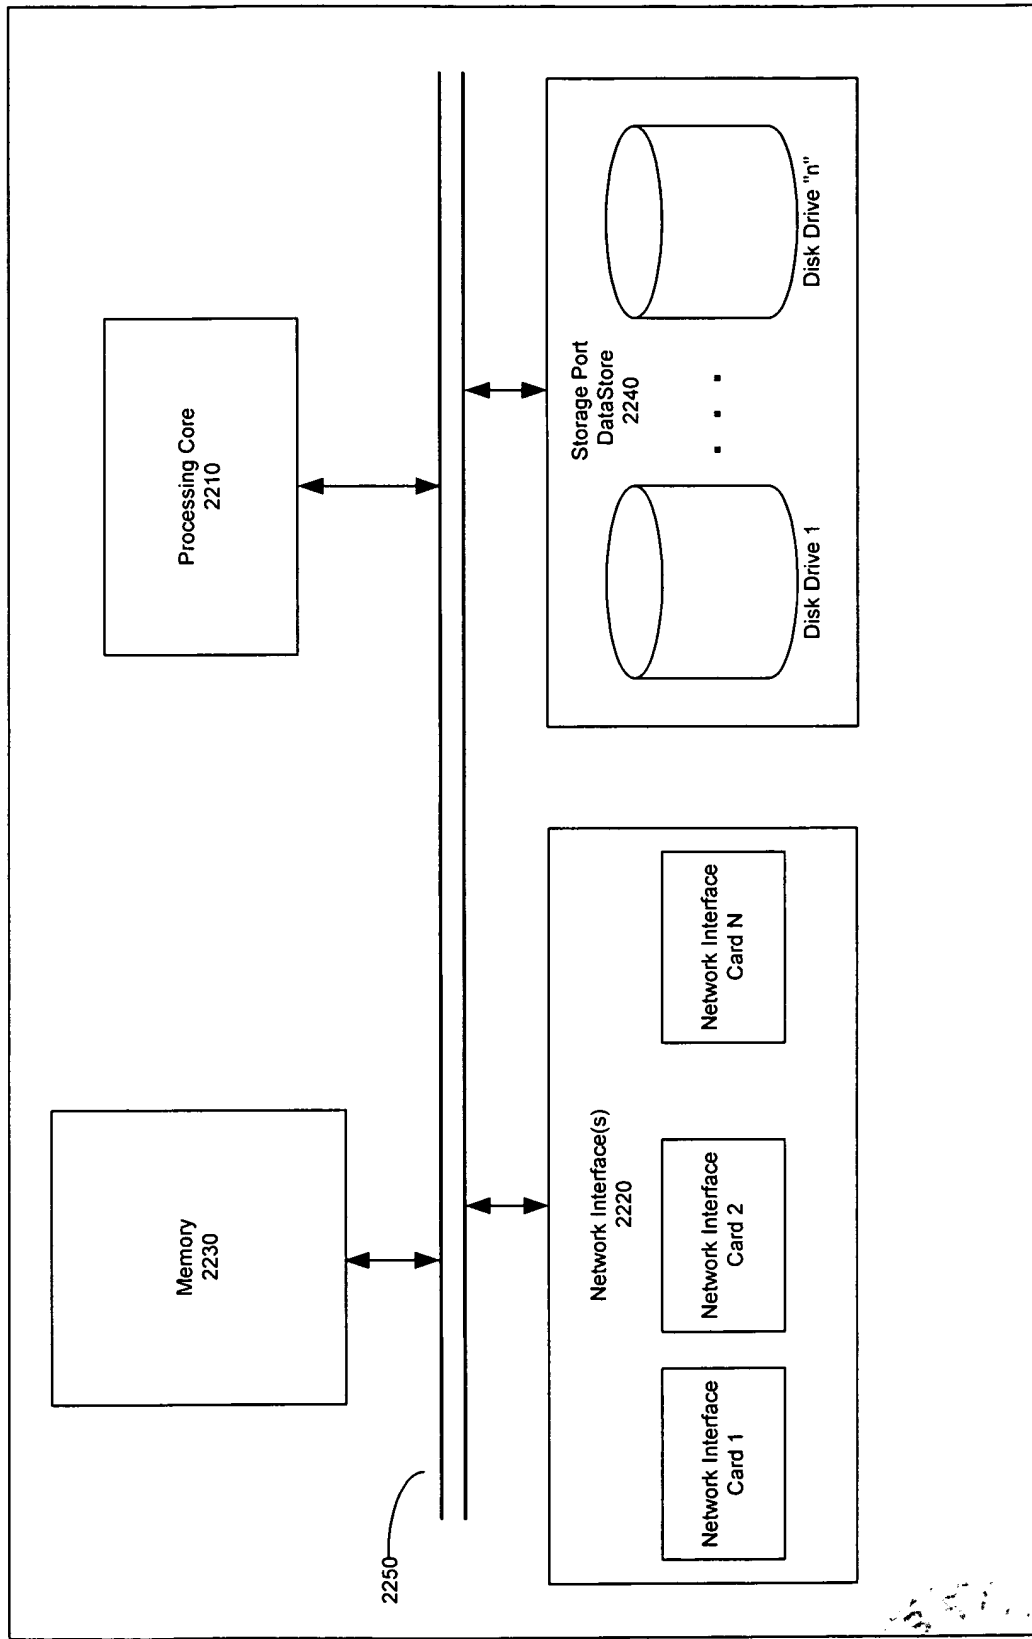 Memory
2230
Processing Core
2210
2250
Network Interface(s)
2220
Network Interface
Card 1
Network Interface
Card 2
Network Interface
Card N
Storage Port
DataStore
2240
. . .
Disk Drive 1
Disk Drive "n"